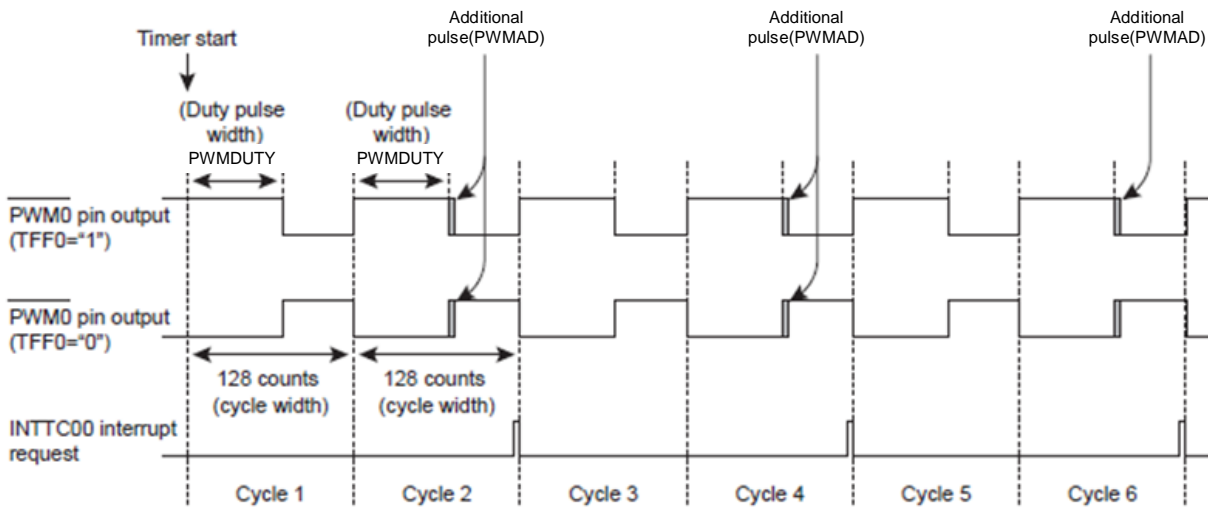 Additional
pulse(PWMAD)
Additional
pulse(PWMAD)
Additional
pulse(PWMAD)
Timer start
(Duty pulse
width)
PWMDUTY
(Duty pulse
width)
PWMDUTY
PWM0 pin output
(TFF0="1")
PWM0 pin output
(TFF0="0")
128 counts
(cycle width)
128 counts
(cycle width)
INTTC00 interrupt
request
Cycle 1
Cycle 2
Cycle 3
Cycle 4
Cycle 5
Cycle 6